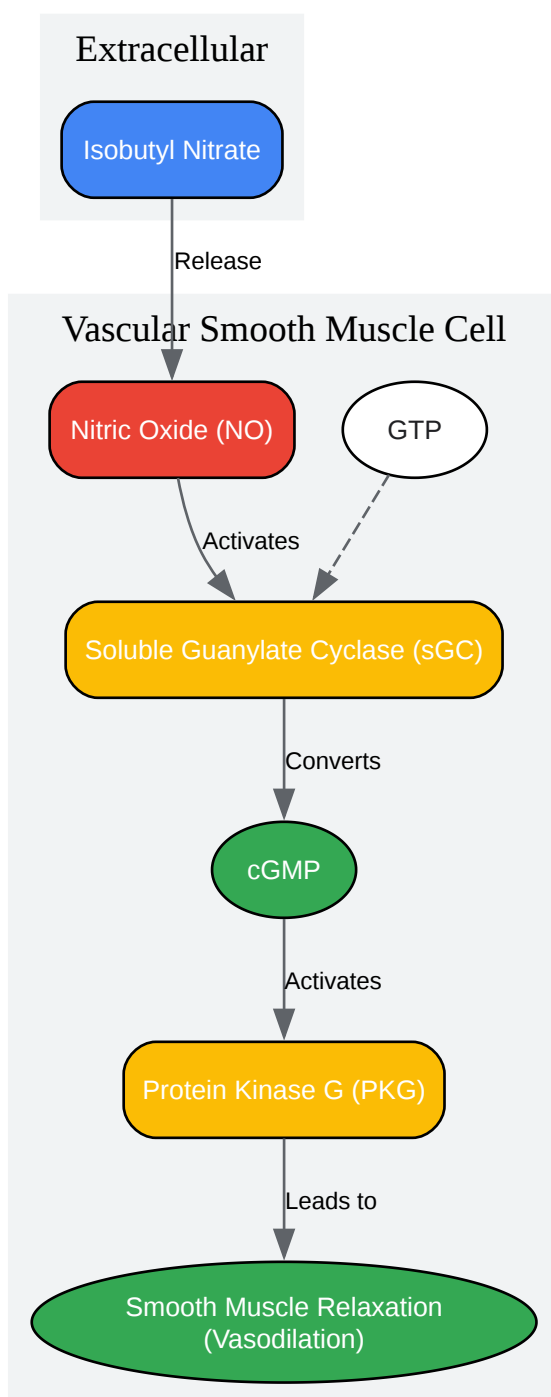 Extracellular
Isobutyl Nitrate
Release
Vascular Smooth Muscle Cell
Nitric Oxide (NO)
GTP
Activates
Soluble Guanylate Cyclase (sGC)
Converts
cGMP
Activates
Protein Kinase G (PKG)
Leads to
Smooth Muscle Relaxation
(Vasodilation)